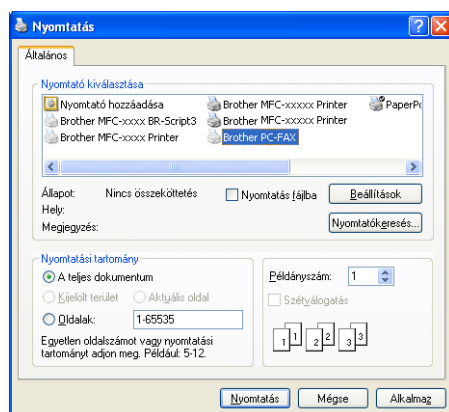 Nyomtatás
Általános
Nyomtató kiválasztása
Nyomtató hozzáadása
Brother MFC-xxxxx Printer
Brother MFC-xxxx BR-Script3
Brother MFC-xxxxx Printer
Brother MFC-xxxx Printer
Brother PC-FAX
Állapot: Nincs összeköttetés
Nyomtatás fájlba
Beállítások
Hely:
Megjegyzés:
Nyomtatókeresés...
Nyomtatási tartomány
A teljes dokumentum
Kijelölt terület
Aktuális oldal
Oldalak: 1-65535
Egyetlen oldalszámot vagy nyomtatási
tartományt adjon meg. Például: 5-12.
Példányszám: 1
Szétválogatás
1 1 2 2 3 3
Nyomtatás
Mégse
Alkalmaz